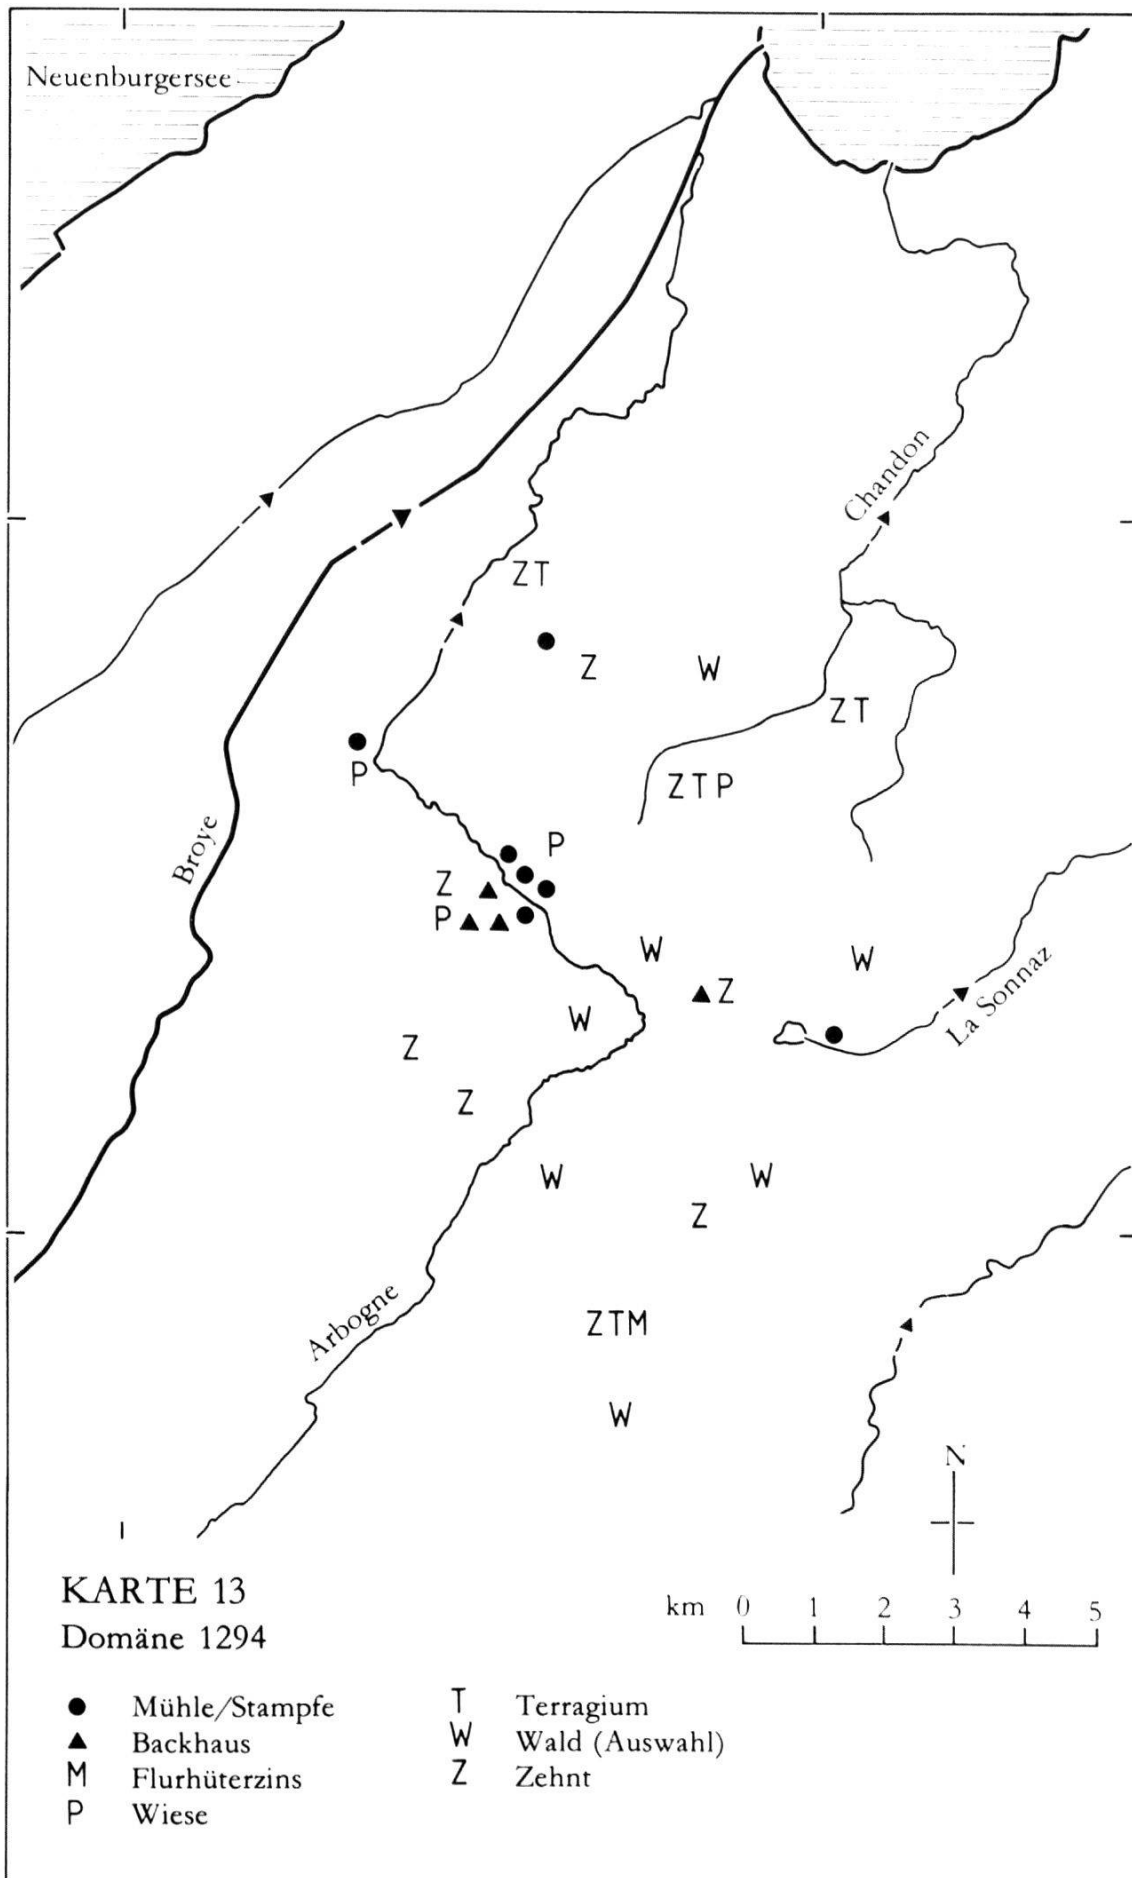 Neuenburgersee
Chandon
ZT
Z
W
ZT
P
ZTP
Broye
P
Z
P
W
W
Z
W
La Sonnaz
Z
Z
W
W
Z
Arbogne
ZTM
W
N
KARTE 13
Domäne 1294
km 0 1 2 3 4 5
Mühle/Stampfe
Backhaus
M Flurhüterzins
P Wiese
T Terragium
W Wald (Auswahl)
Z Zehnt